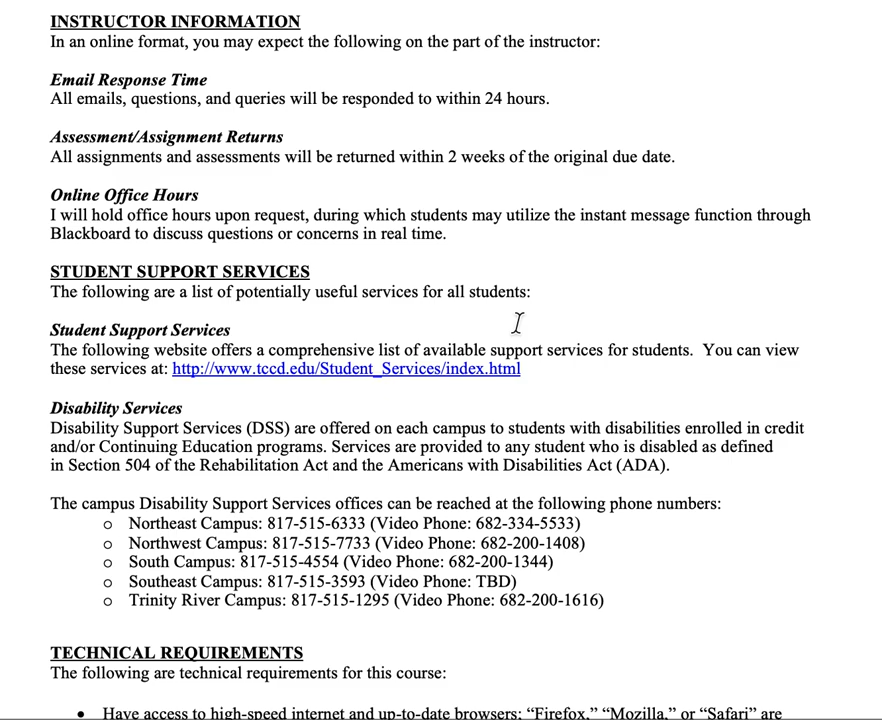 INSTRUCTOR INFORMATION
In an online format, you may expect the following on the part of the instructor:
Email Response Time
All emails, questions, and queries will be responded to within 24 hours.
Assessment/Assignment Returns
All assignments and assessments will be returned within 2 weeks of the original due date.
Online Office Hours
I will hold office hours upon request, during which students may utilize the instant message function through
Blackboard to discuss questions or concerns in real time.
STUDENT SUPPORT SERVICES
The following are a list of potentially useful services for all students:
Student Support Services
The following website offers a comprehensive list of available support services for students.  You can view
these services at: http://www.tccd.edu/Student_Services/index.html
Disability Services
Disability Support Services (DSS) are offered on each campus to students with disabilities enrolled in credit
and/or Continuing Education programs. Services are provided to any student who is disabled as defined
in Section 504 of the Rehabilitation Act and the Americans with Disabilities Act (ADA).
The campus Disability Support Services offices can be reached at the following phone numbers:
o Northeast Campus: 817-515-6333 (Video Phone: 682-334-5533)
o Northwest Campus: 817-515-7733 (Video Phone: 682-200-1408)
o South Campus: 817-515-4554 (Video Phone: 682-200-1344)
o Southeast Campus: 817-515-3593 (Video Phone: TBD)
o Trinity River Campus: 817-515-1295 (Video Phone: 682-200-1616)
TECHNICAL REQUIREMENTS
The following are technical requirements for this course:
• Have access to high-speed internet and up-to-date browsers: “Firefox,” “Mozilla,” or “Safari” are